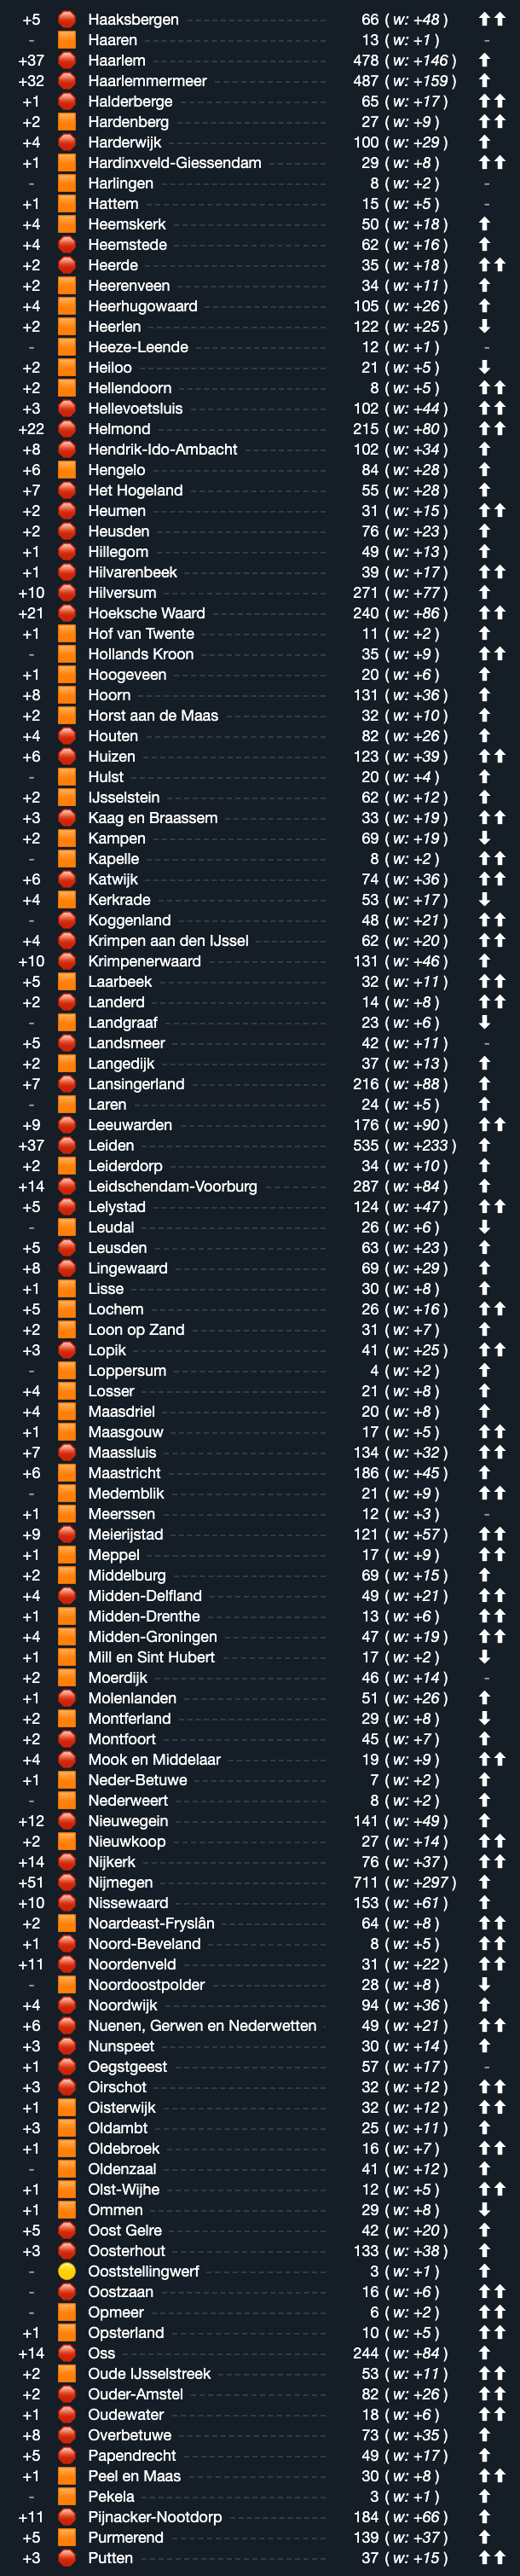 +5 Haaksbergen 66 ( w: +48 )
- Haaren 13 ( w: +1 ) -
+37 Haarlem 478 ( w: +146 )
+32 Haarlemmermeer 487 ( w: +159 )
+1 Halderberge 65 ( w: +17 )
+2 Hardenberg 27 ( w: +9 )
+4 Harderwijk 100 ( w: +29 )
+1 Hardinxveld-Giessendam 29 ( w: +8 )
- Harlingen 8 ( w: +2 ) -
+1 Hattem 15 ( w: +5 ) -
+4 Heemskerk 50 ( w: +18 )
+4 Heemstede 62 ( w: +16 )
+2 Heerde 35 ( w: +18 )
+2 Heerenveen 34 ( w: +11 )
+4 Heerhugowaard 105 ( w: +26 )
+2 Heerlen 122 ( w: +25 )
- Heeze-Leende 12 ( w: +1 ) -
+2 Heiloo 21 ( w: +5 )
+2 Hellendoorn 8 ( w: +5 )
+3 Hellevoetsluis 102 ( w: +44 )
+22 Helmond 215 ( w: +80 )
+8 Hendrik-Ido-Ambacht 102 ( w: +34 )
+6 Hengelo 84 ( w: +28 )
+7 Het Hogeland 55 ( w: +28 )
+2 Heumen 31 ( w: +15 )
+2 Heusden 76 ( w: +23 )
+1 Hillegom 49 ( w: +13 )
+1 Hilvarenbeek 39 ( w: +17 )
+10 Hilversum 271 ( w: +77 )
+21 Hoeksche Waard 240 ( w: +86 )
+1 Hof van Twente 11 ( w: +2 )
- Hollands Kroon 35 ( w: +9 )
+1 Hoogeveen 20 ( w: +6 )
+8 Hoorn 131 ( w: +36 )
+2 Horst aan de Maas 32 ( w: +10 )
+4 Houten 82 ( w: +26 )
+6 Huizen 123 ( w: +39 )
- Hulst 20 ( w: +4 )
+2 IJsselstein 62 ( w: +12 )
+3 Kaag en Braassem 33 ( w: +19 )
+2 Kampen 69 ( w: +19 )
- Kapelle 8 ( w: +2 )
+6 Katwijk 74 ( w: +36 )
+4 Kerkrade 53 ( w: +17 )
- Koggenland 48 ( w: +21 )
+4 Krimpen aan den IJssel 62 ( w: +20 )
+10 Krimpenerwaard 131 ( w: +46 )
+5 Laarbeek 32 ( w: +11 )
+2 Landerd 14 ( w: +8 )
- Landgraaf 23 ( w: +6 )
+5 Landsmeer 42 ( w: +11 ) -
+2 Langedijk 37 ( w: +13 )
+7 Lansingerland 216 ( w: +88 )
- Laren 24 ( w: +5 )
+9 Leeuwarden 176 ( w: +90 )
+37 Leiden 535 ( w: +233 )
+2 Leiderdorp 34 ( w: +10 )
+14 Leidschendam-Voorburg 287 ( w: +84 )
+5 Lelystad 124 ( w: +47 )
- Leudal 26 ( w: +6 )
+5 Leusden 63 ( w: +23 )
+8 Lingewaard 69 ( w: +29 )
+1 Lisse 30 ( w: +8 )
+5 Lochem 26 ( w: +16 )
+2 Loon op Zand 31 ( w: +7 )
+3 Lopik 41 ( w: +25 )
- Loppersum 4 ( w: +2 )
+4 Losser 21 ( w: +8 )
+4 Maasdriel 20 ( w: +8 )
+1 Maasgouw 17 ( w: +5 )
+7 Maassluis 134 ( w: +32 )
+6 Maastricht 186 ( w: +45 )
- Medemblik 21 ( w: +9 )
+1 Meerssen 12 ( w: +3 ) -
+9 Meierijstad 121 ( w: +57 )
+1 Meppel 17 ( w: +9 )
+2 Middelburg 69 ( w: +15 )
+4 Midden-Delfland 49 ( w: +21 )
+1 Midden-Drenthe 13 ( w: +6 )
+4 Midden-Groningen 47 ( w: +19 )
+1 Mill en Sint Hubert 17 ( w: +2 )
+2 Moerdijk 46 ( w: +14 ) -
+1 Molenlanden 51 ( w: +26 )
+2 Montferland 29 ( w: +8 )
+2 Montfoort 45 ( w: +7 )
+4 Mook en Middelaar 19 ( w: +9 )
+1 Neder-Betuwe 7 ( w: +2 )
- Nederweert 8 ( w: +2 )
+12 Nieuwegein 141 ( w: +49 )
+2 Nieuwkoop 27 ( w: +14 )
+14 Nijkerk 76 ( w: +37 )
+51 Nijmegen 711 ( w: +297 )
+10 Nissewaard 153 ( w: +61 )
+2 Noardeast-Fryslân 64 ( w: +8 )
+1 Noord-Beveland 8 ( w: +5 )
+11 Noordenveld 31 ( w: +22 )
- Noordoostpolder 28 ( w: +8 )
+4 Noordwijk 94 ( w: +36 )
+6 Nuenen, Gerwen en Nederwetten 49 ( w: +21 )
+3 Nunspeet 30 ( w: +14 )
+1 Oegstgeest 57 ( w: +17 ) -
+3 Oirschot 32 ( w: +12 )
+1 Oisterwijk 32 ( w: +12 )
+3 Oldambt 25 ( w: +11 )
+1 Oldebroek 16 ( w: +7 )
- Oldenzaal 41 ( w: +12 )
+1 Olst-Wijhe 12 ( w: +5 )
+1 Ommen 29 ( w: +8 )
+5 Oost Gelre 42 ( w: +20 )
+3 Oosterhout 133 ( w: +38 )
- Ooststellingwerf 3 ( w: +1 )
- Oostzaan 16 ( w: +6 )
- Opmeer 6 ( w: +2 )
+1 Opsterland 10 ( w: +5 )
+14 Oss 244 ( w: +84 )
+2 Oude IJsselstreek 53 ( w: +11 )
+2 Ouder-Amstel 82 ( w: +26 )
+1 Oudewater 18 ( w: +6 )
+8 Overbetuwe 73 ( w: +35 )
+5 Papendrecht 49 ( w: +17 )
+1 Peel en Maas 30 ( w: +8 )
- Pekela 3 ( w: +1 )
+11 Pijnacker-Nootdorp 184 ( w: +66 )
+5 Purmerend 139 ( w: +37 )
+3 Putten 37 ( w: +15 )